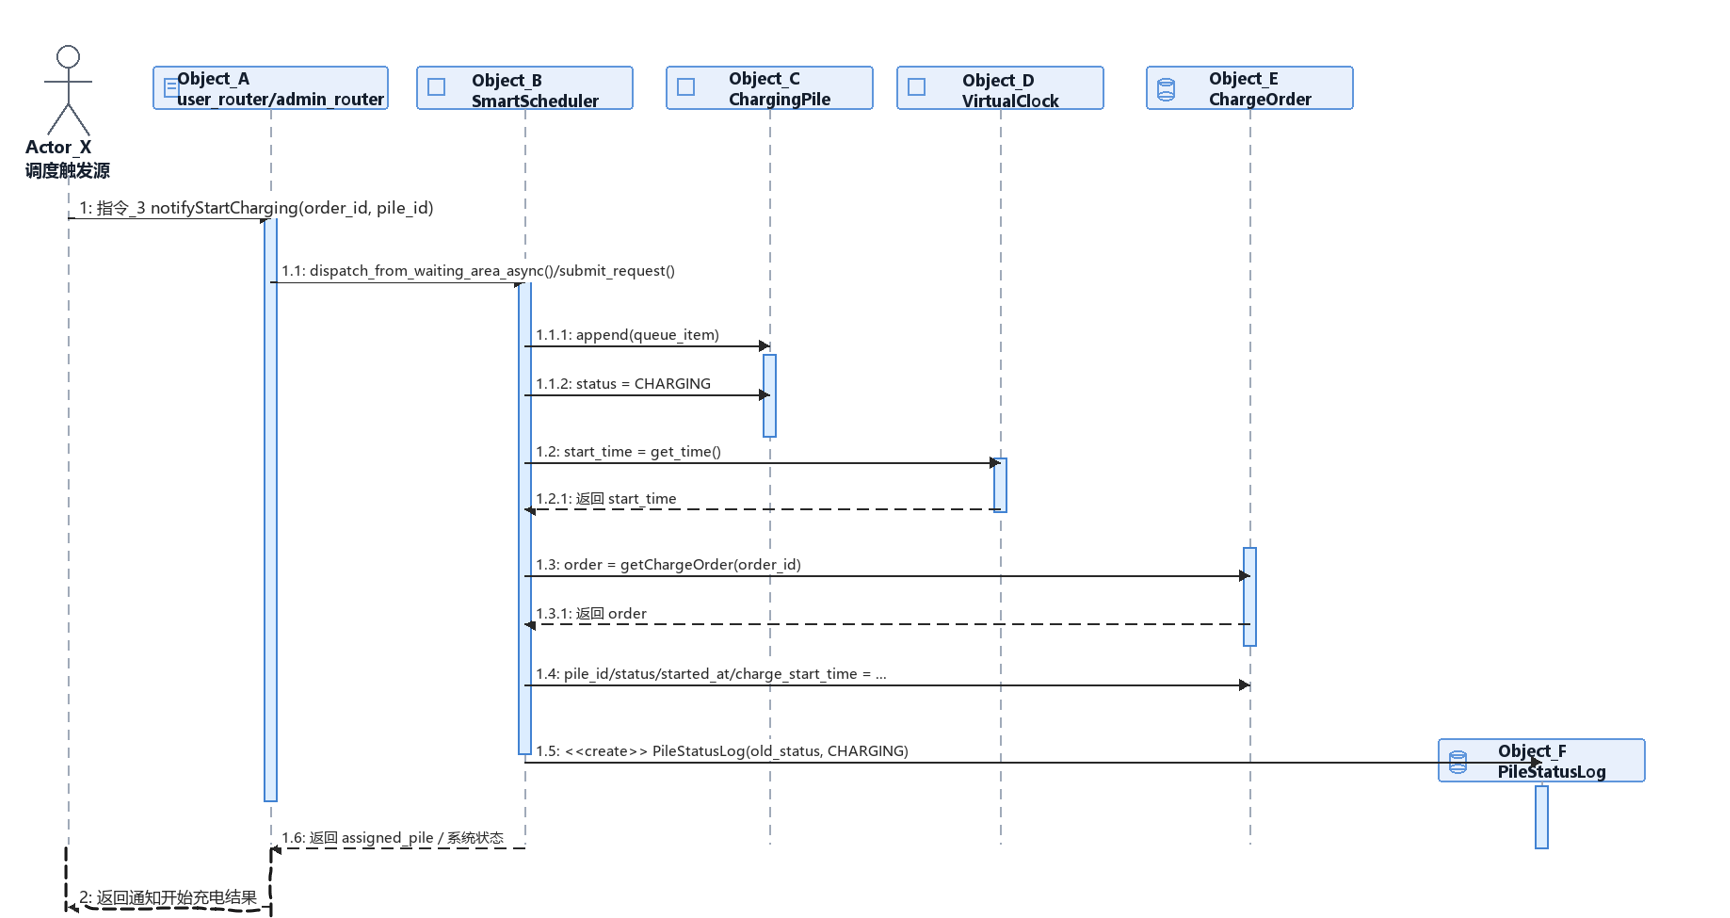 Object_A
user_router/admin_router
Object_B
SmartScheduler
Object_C
ChargingPile
Object_D
VirtualClock
Object_E
ChargeOrder
Actor_X
调度触发源
1: 指令_3 notifyStartCharging(order_id, pile_id)
1.1: dispatch_from_waiting_area_async()/submit_request()
1.1.1: append(queue_item)
1.1.2: status = CHARGING
1.2: start_time = get_time()
1.2.1: 返回 start_time
1.3: order = getChargeOrder(order_id)
1.3.1: 返回 order
1.4: pile_id/status/started_at/charge_start_time = ...
1.5: <<create>> PileStatusLog(old_status, CHARGING)
Object_F
PileStatusLog
1.6: 返回 assigned_pile / 系统状态
2: 返回通知开始充电结果